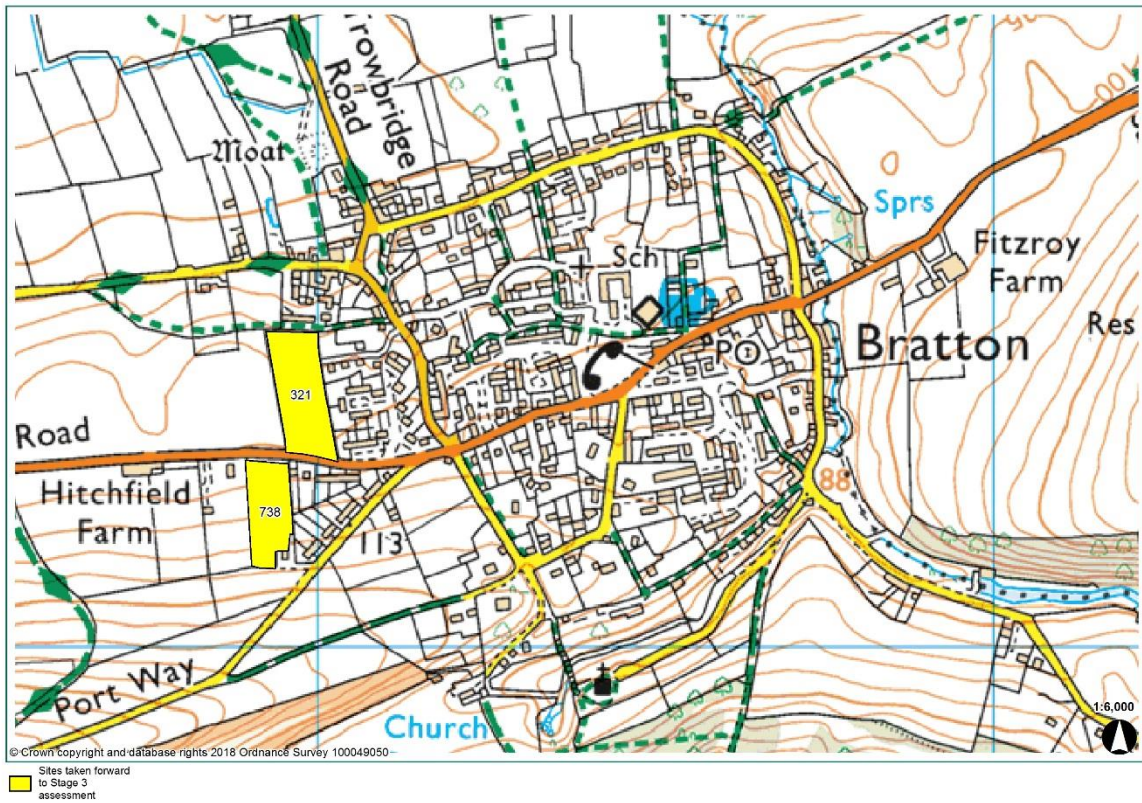 Trowbridge
Road
Moat
Sprs
Sch
Fitzroy
Farm
Bratton
Res
PO
321
Road
Hitchfield
Farm
738
113
88
Port Way
Church
1:6,000
© Crown copyright and database rights 2018 Ordnance Survey 100049050
Sites taken forward
to Stage 3
assessment